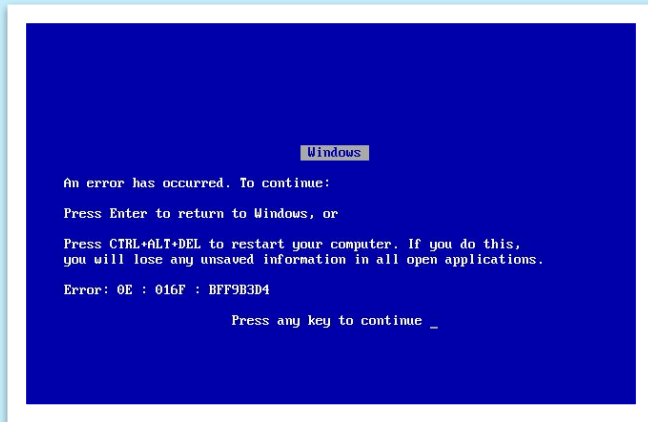 Windows
An error has occurred. To continue:
Press Enter to return to Windows, or
Press CTRL+ALT+DEL to restart your computer. If you do this,
you will lose any unsaved information in all open applications.
Error: 0E : 016F : BFF9B3D4
Press any key to continue _